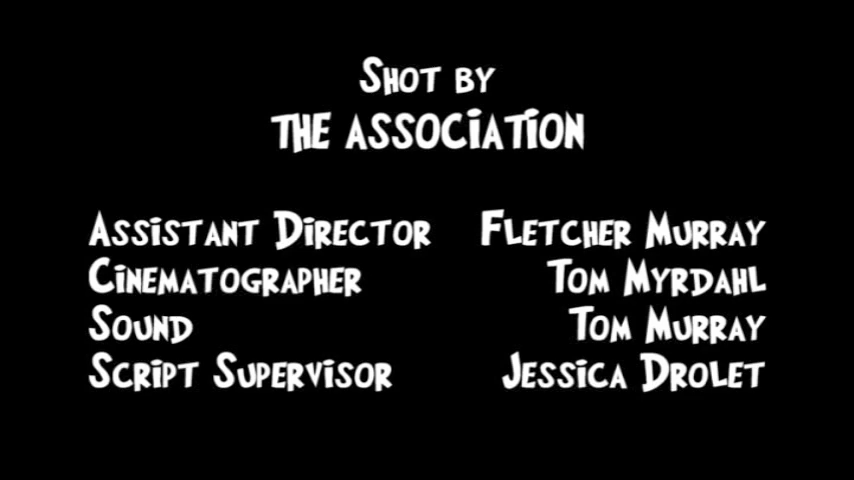 Shot by
THE ASSOCIATION
Assistant Director Fletcher Murray
Cinematographer Tom Myrdahl
Sound Tom Murray
Script Supervisor Jessica Drolet